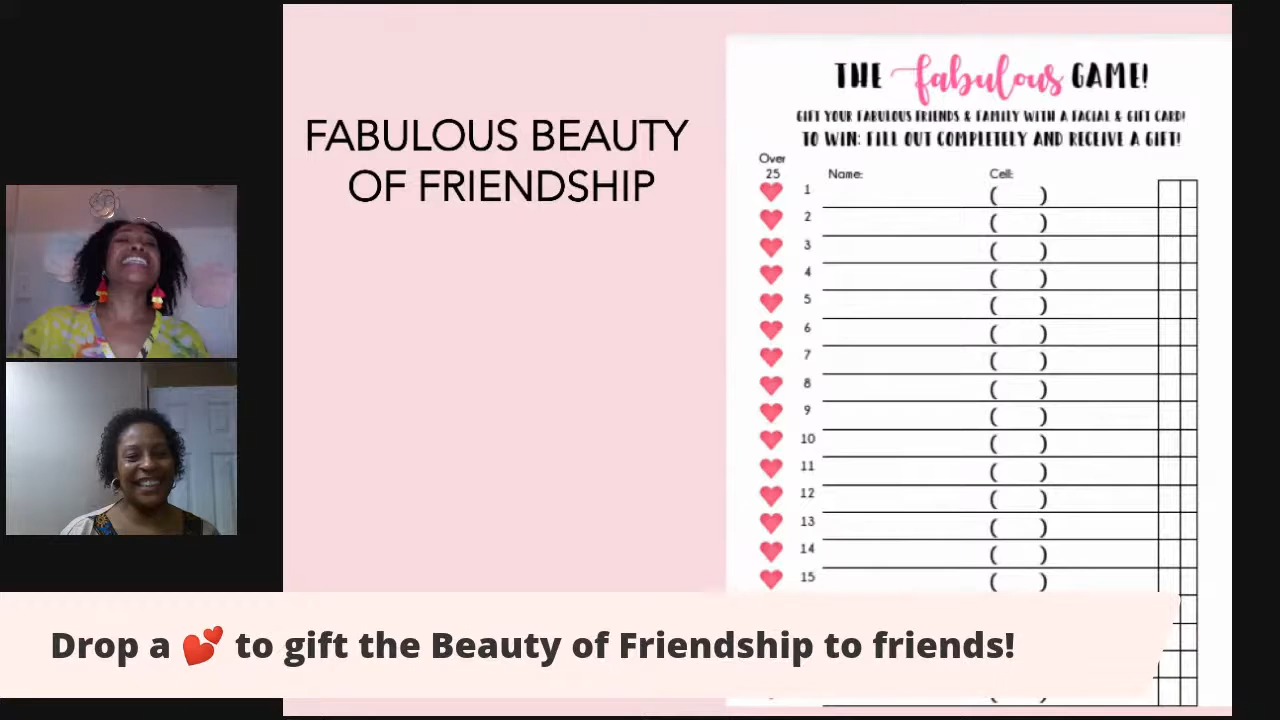 FABULOUS BEAUTY
OF FRIENDSHIP
THE fabulous GAME!
GIFT YOUR FABULOUS FRIENDS & FAMILY WITH A FACIAL & GIFT CARD!
TO WIN: FILL OUT COMPLETELY AND RECEIVE A GIFT!
Over
25 Name: Cell:
1 ( )
2 ( )
3 ( )
4 ( )
5 ( )
6 ( )
7 ( )
8 ( )
9 ( )
10 ( )
11 ( )
12 ( )
13 ( )
14 ( )
15 ( )
Drop a 💕 to gift the Beauty of Friendship to friends!